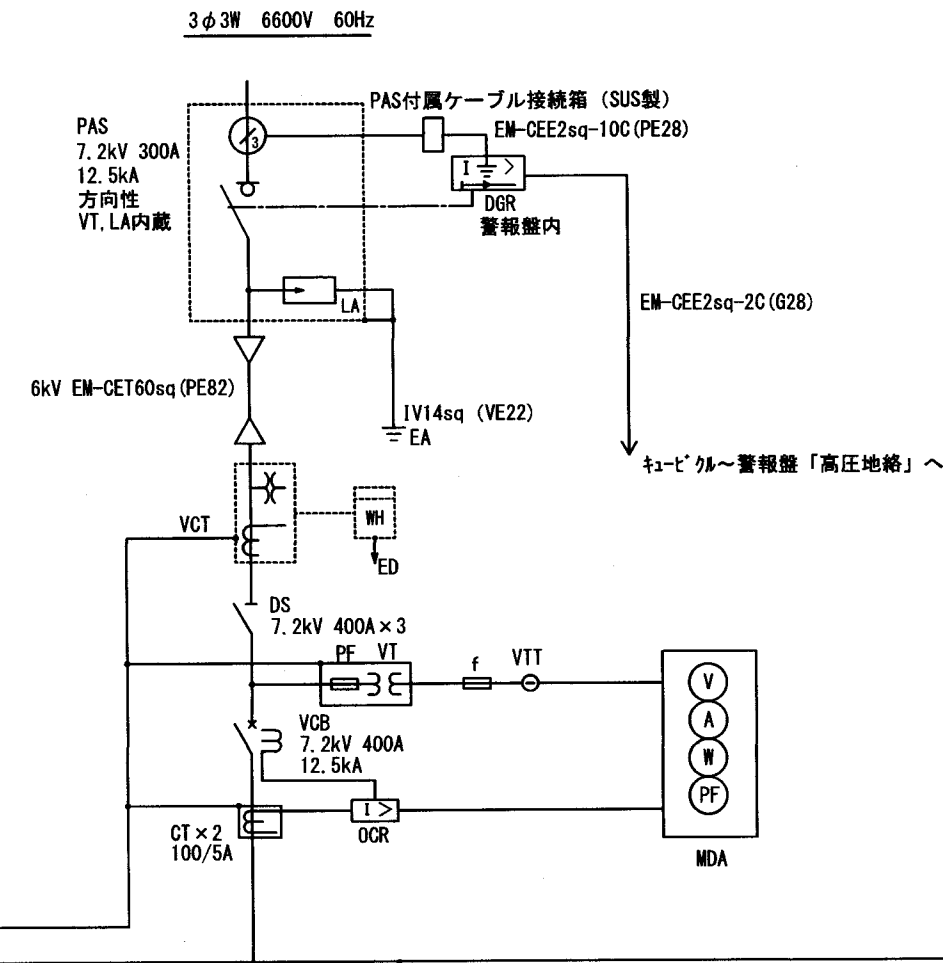 3φ3W 6600V 60Hz
PAS付属ケーブル接続箱 (SUS製)
EM-CEE2sq-10C(PE28)
PAS
7.2kV 300A
12.5kA
方向性
VT,LA内蔵
3
I >
DGR
警報盤内
LA
EM-CEE2sq-2C(G28)
6kV EM-CET60sq(PE82)
IV14sq (VE22)
EA
キュービクル~警報盤「高圧地絡」へ
VCT
WH
ED
DS
7.2kV 400A×3
PF VT
f
VTT
V
A
W
PF
VCB
7.2kV 400A
12.5kA
I >
OCR
CT×2
100/5A
MDA